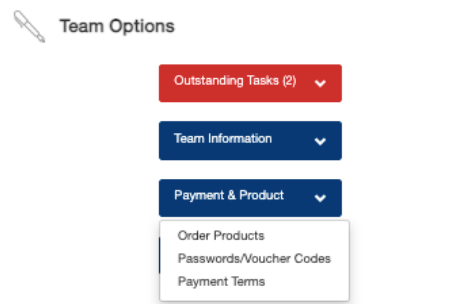 Team Options
Outstanding Tasks (2)
Team Information
Payment & Product
Order Products
Passwords/Voucher Codes
Payment Terms